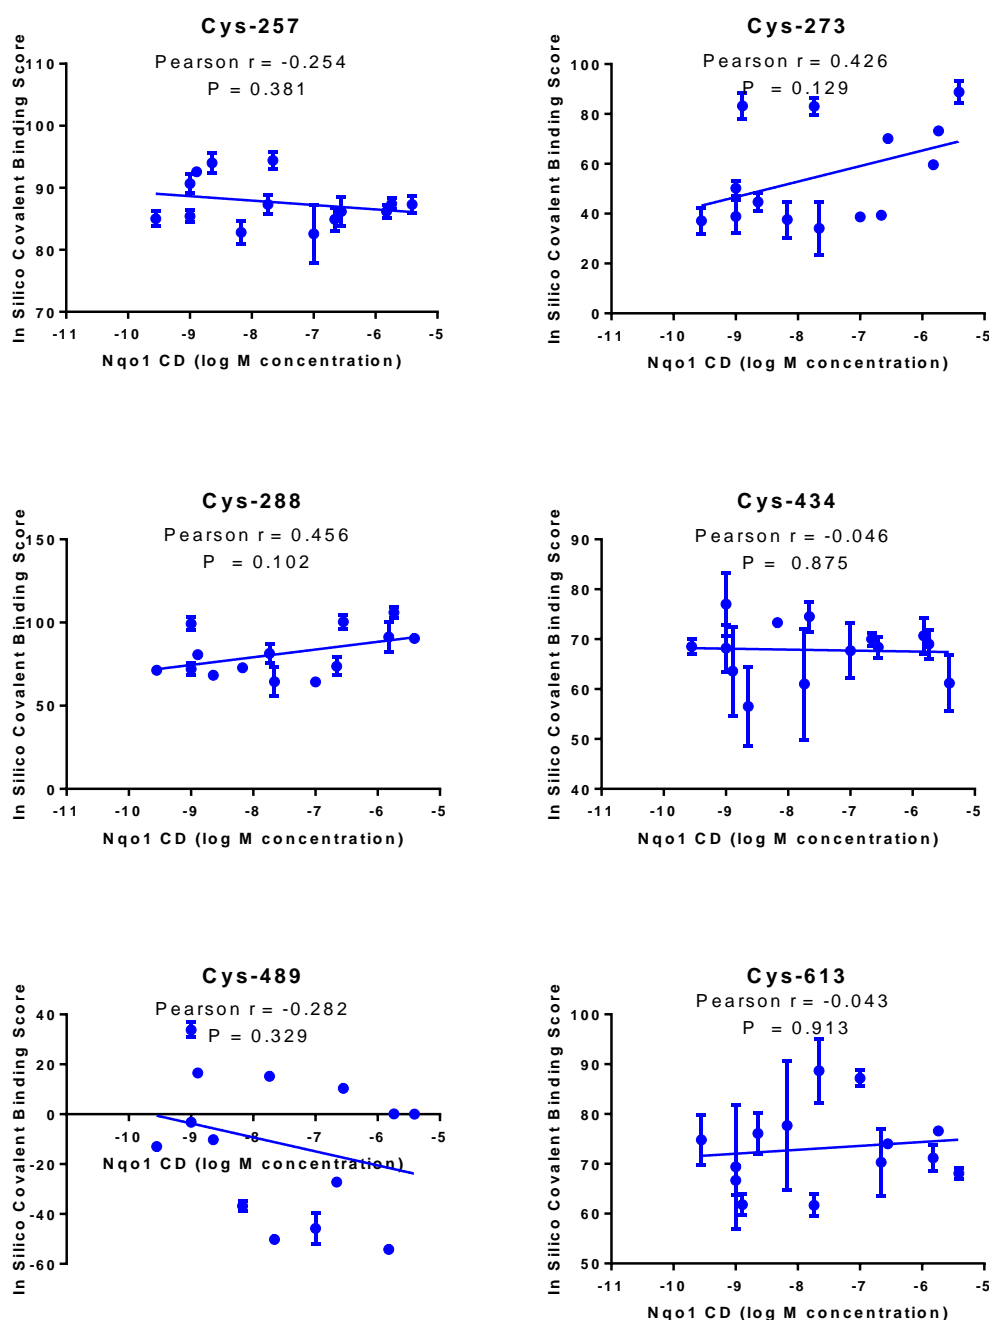 Cys-257
Pearson r = -0.254
P = 0.381
In Silico Covalent Binding Score
110
100
90
80
70
-11 -10 -9 -8 -7 -6 -5
Nqo1 CD (log M concentration)
Cys-273
Pearson r = 0.426
P = 0.129
In Silico Covalent Binding Score
100
80
60
40
20
0
-11 -10 -9 -8 -7 -6 -5
Nqo1 CD (log M concentration)
Cys-288
Pearson r = 0.456
P = 0.102
In Silico Covalent Binding Score
150
100
50
0
-11 -10 -9 -8 -7 -6 -5
Nqo1 CD (log M concentration)
Cys-434
Pearson r = -0.046
P = 0.875
In Silico Covalent Binding Score
90
80
70
60
50
40
-11 -10 -9 -8 -7 -6 -5
Nqo1 CD (log M concentration)
Cys-489
Pearson r = -0.282
P = 0.329
In Silico Covalent Binding Score
40
20
0
-20
-40
-60
-10 -9 -8 -7 -6 -5
Nqo1 CD (log M concentration)
Cys-613
Pearson r = -0.043
P = 0.913
In Silico Covalent Binding Score
100
90
80
70
60
50
-11 -10 -9 -8 -7 -6 -5
Nqo1 CD (log M concentration)